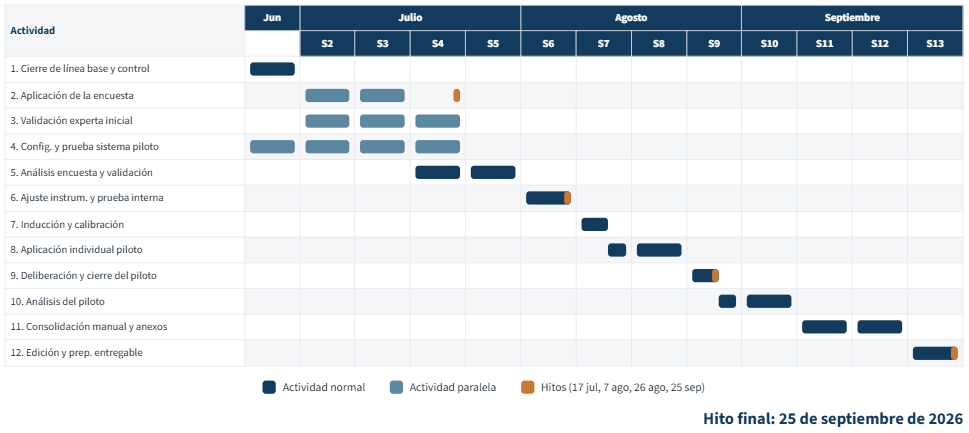 Actividad
Jun Julio Agosto Septiembre
S2 S3 S4 S5 S6 S7 S8 S9 S10 S11 S12 S13
1. Cierre de línea base y control
2. Aplicación de la encuesta
3. Validación experta inicial
4. Config. y prueba sistema piloto
5. Análisis encuesta y validación
6. Ajuste instrum. y prueba interna
7. Inducción y calibración
8. Aplicación individual piloto
9. Deliberación y cierre del piloto
10. Análisis del piloto
11. Consolidación manual y anexos
12. Edición y prep. entregable
Actividad normal Actividad paralela Hitos (17 jul, 7 ago, 26 ago, 25 sep)
Hito final: 25 de septiembre de 2026